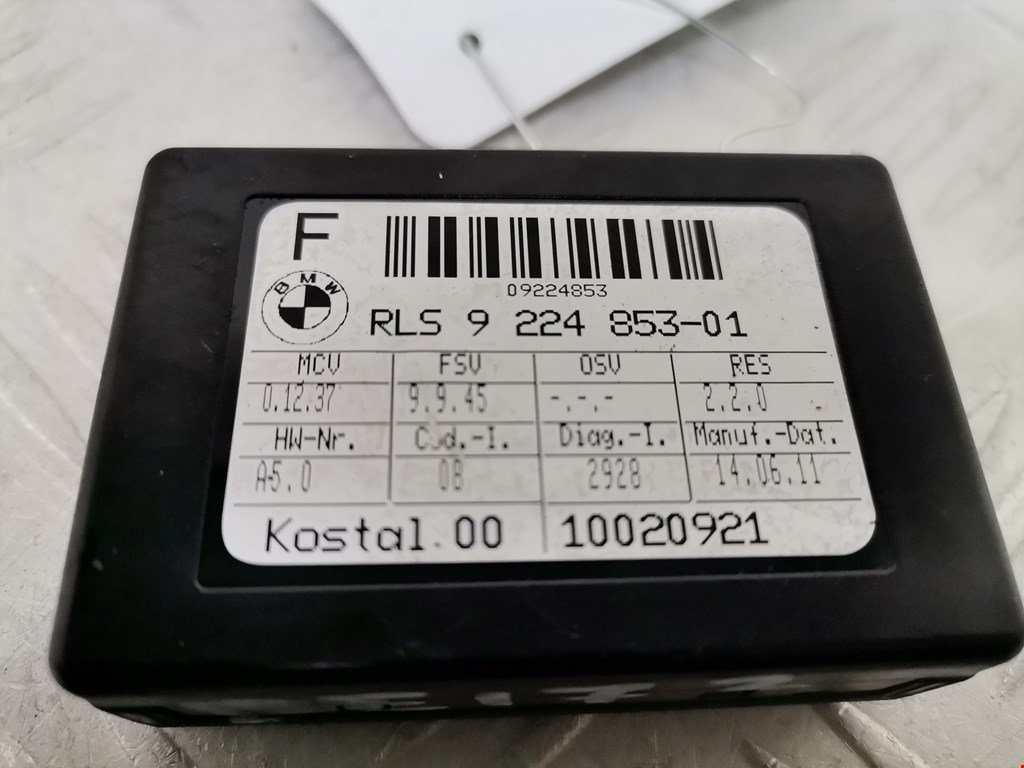 F
09224853
BMW
RLS 9 224 853-01
MCV FSV OSV RES
0.12.37 9.9.45 -.-.- 2.2.0
HW-Nr. Cod.-I. Diag.-I. Manuf.-Dat.
A5.0 08 2928 14.06.11
Kostal 00 10020921